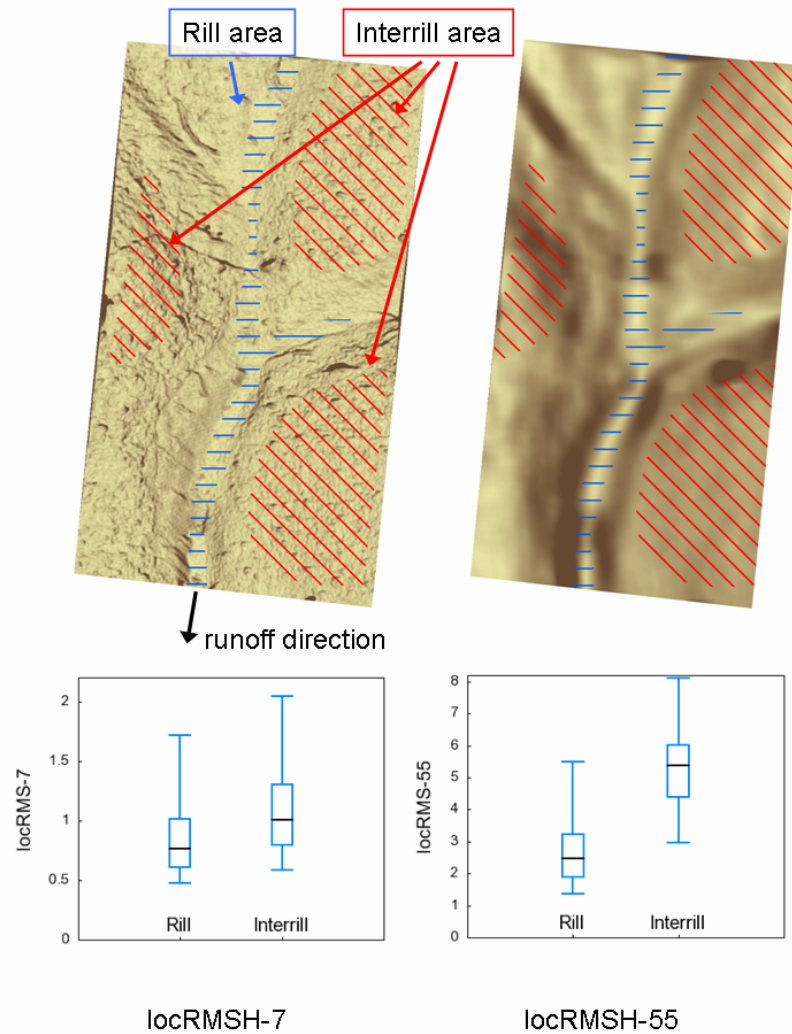 Rill area
Interrill area
runoff direction
2
1.5
1
0.5
0
locRMS-7
Rill
Interrill
8
7
6
5
4
3
2
1
0
locRMS-55
Rill
Interrill
locRMSH-7
locRMSH-55